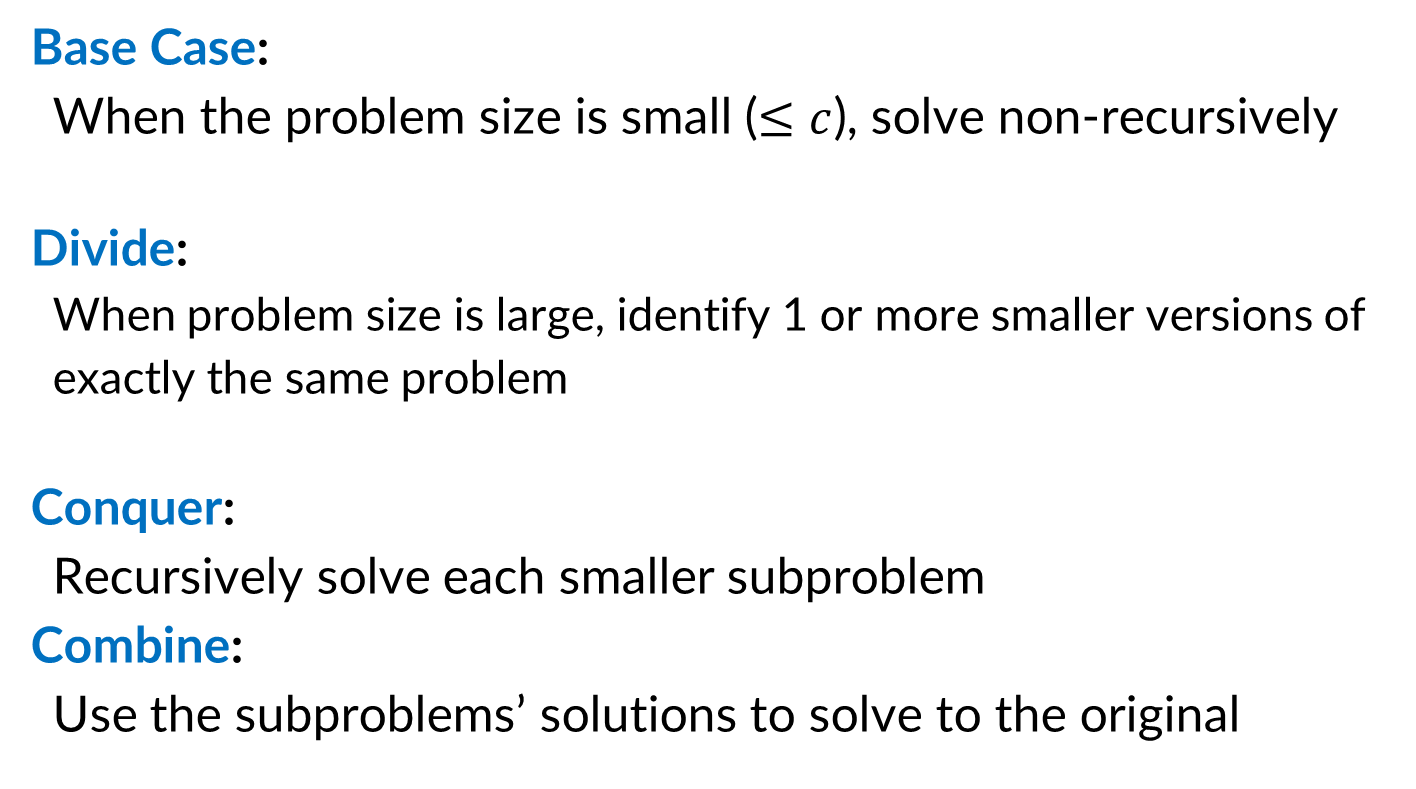 Base Case:
When the problem size is small (≤ c), solve non-recursively
Divide:
When problem size is large, identify 1 or more smaller versions of
exactly the same problem
Conquer:
Recursively solve each smaller subproblem
Combine:
Use the subproblems’ solutions to solve to the original